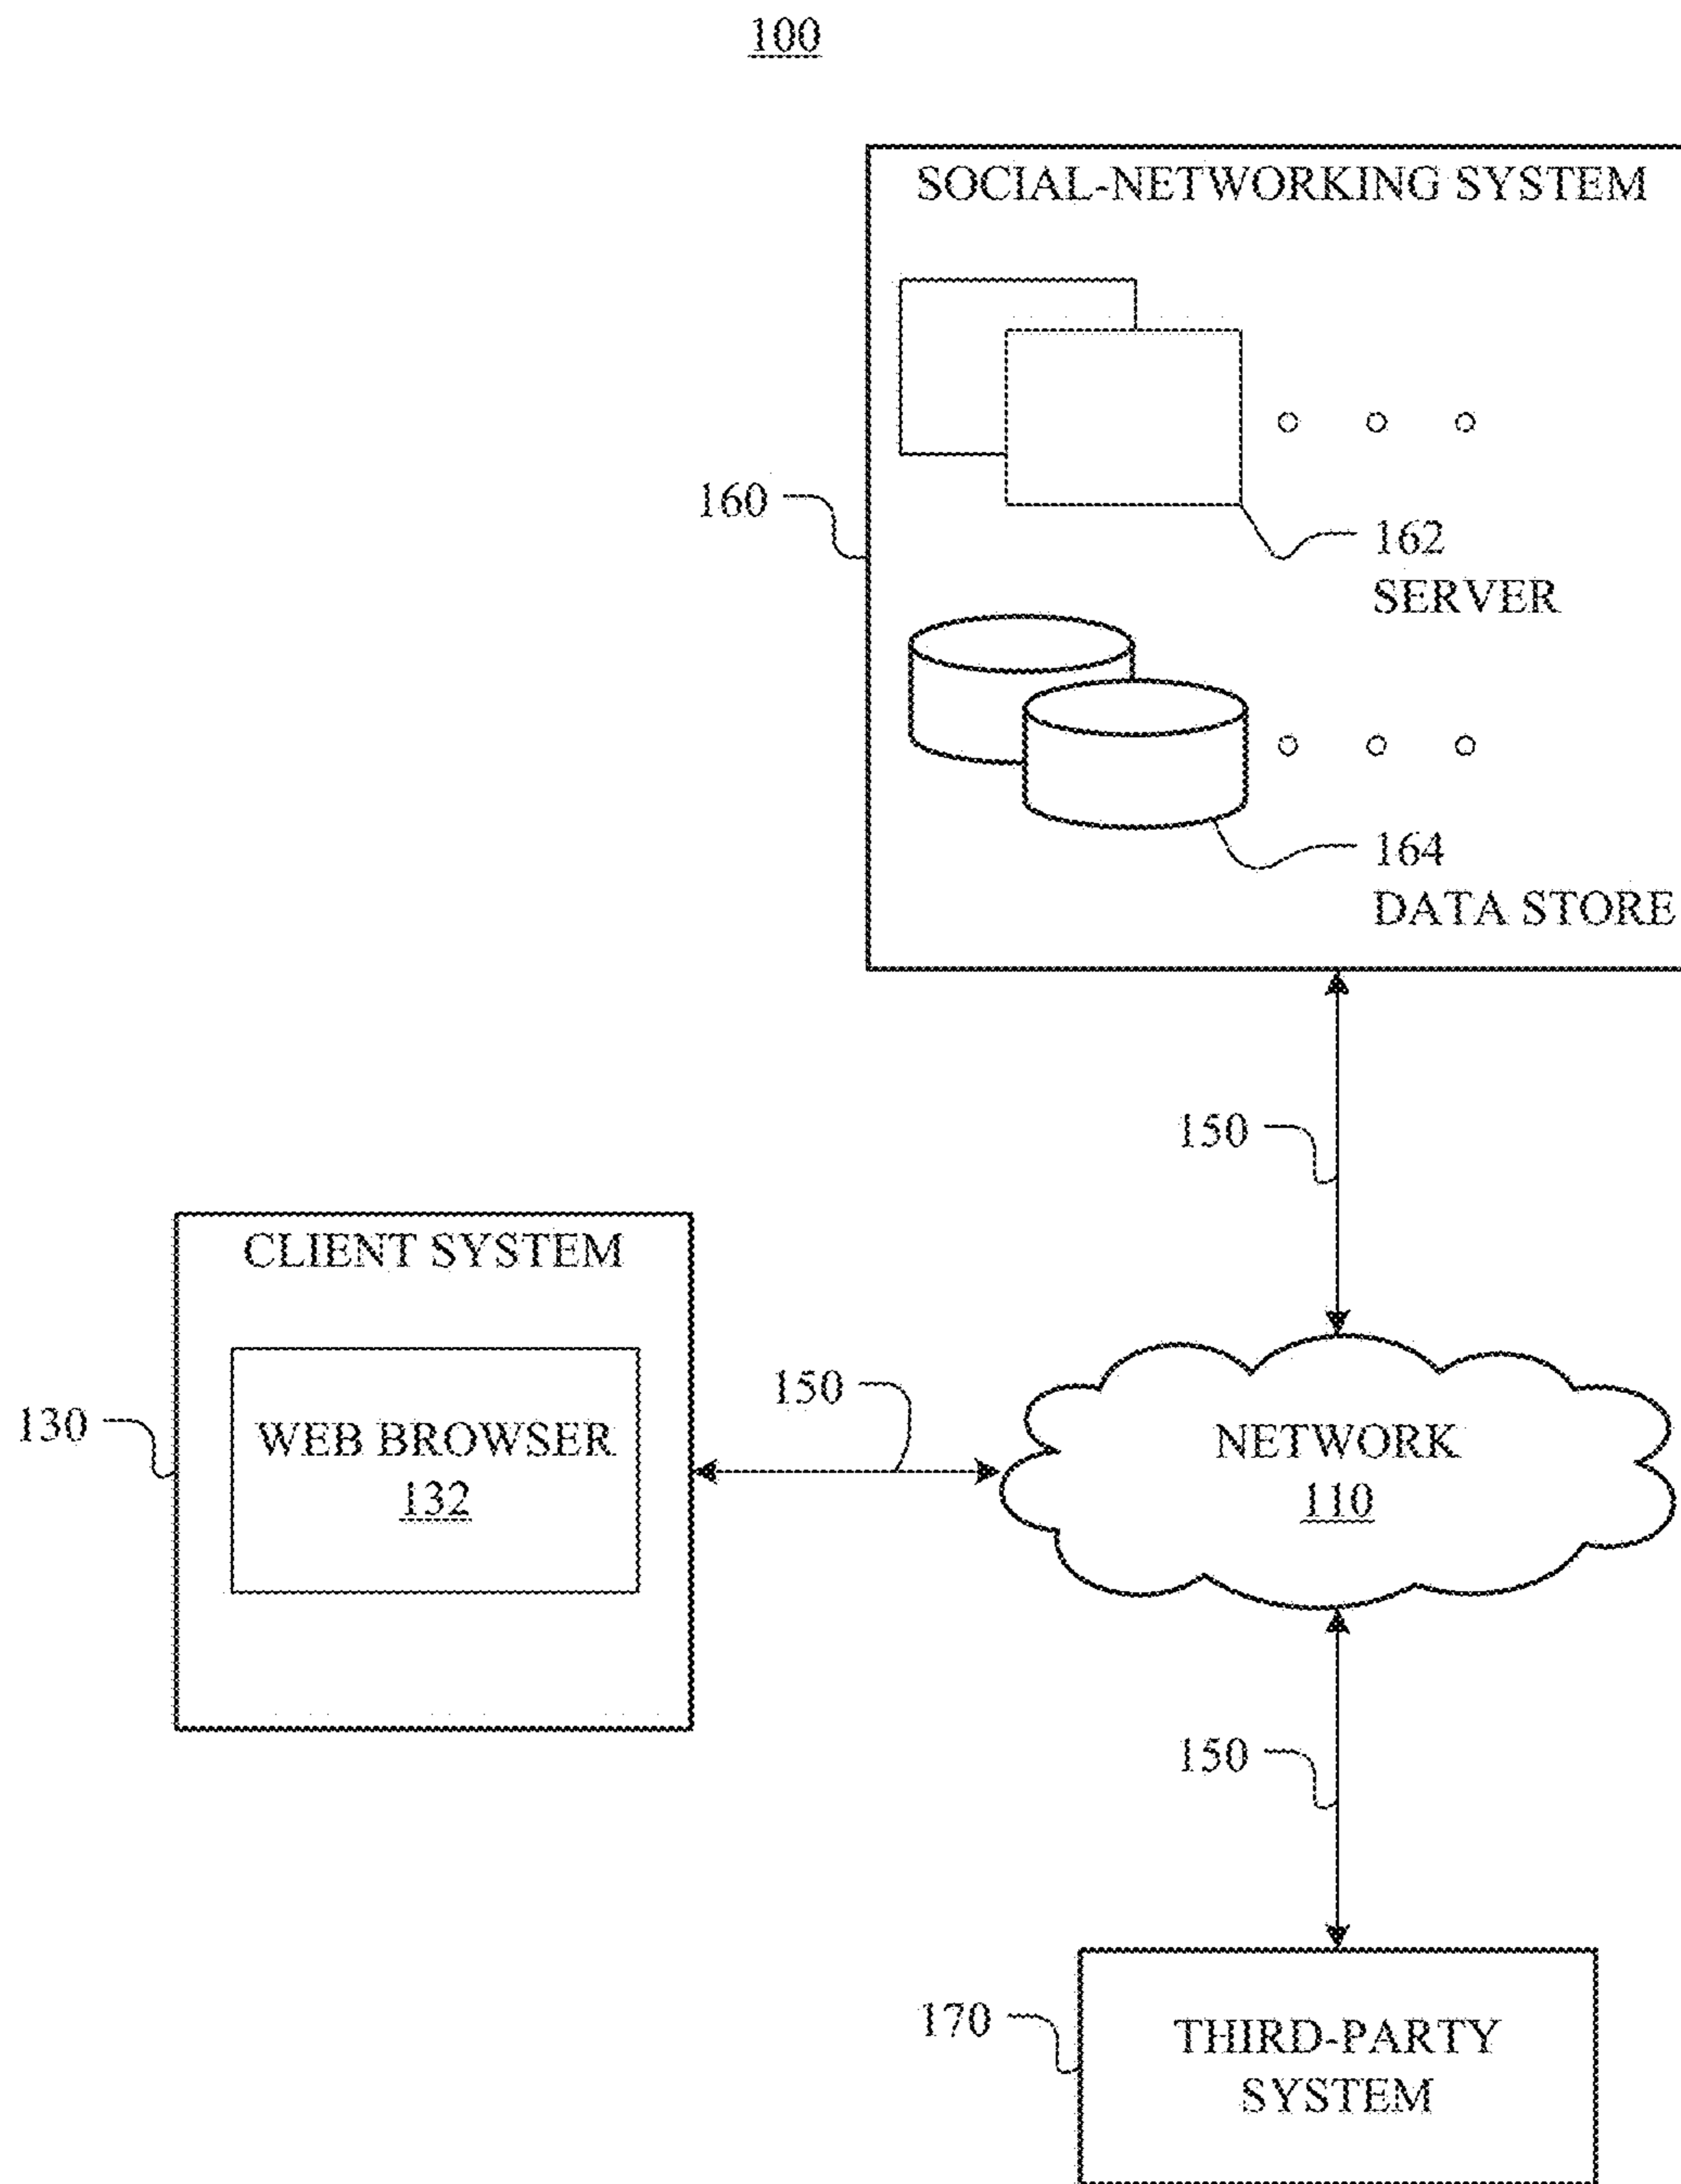 100
SOCIAL-NETWORKING SYSTEM
160
162
SERVER
164
DATA STORE
150
CLIENT SYSTEM
130
WEB BROWSER
132
150
NETWORK
110
150
170
THIRD-PARTY
SYSTEM